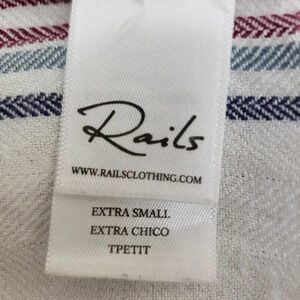 Rails
WWW.RAILSCLOTHING.COM
EXTRA SMALL
EXTRA CHICO
TPETIT